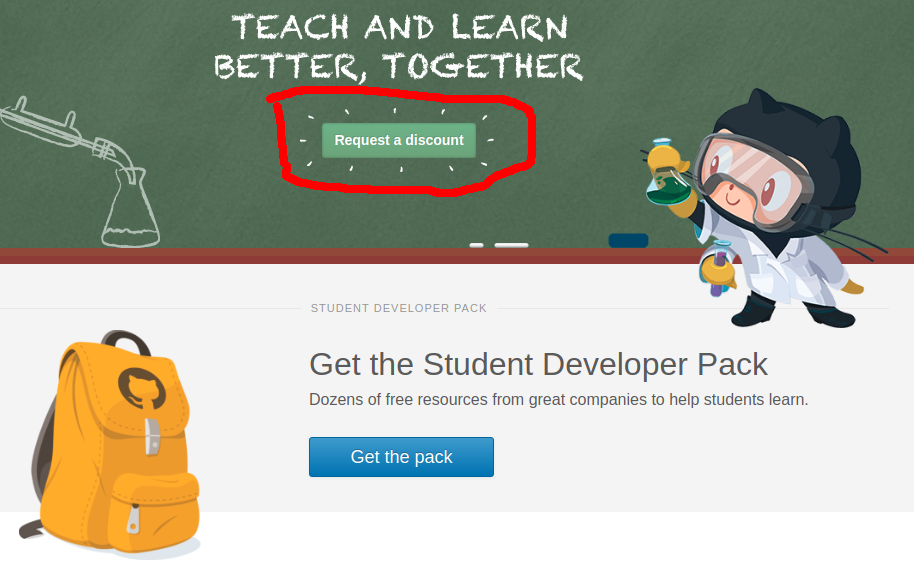 TEACH AND LEARN
BETTER, TOGETHER
Request a discount
STUDENT DEVELOPER PACK
Get the Student Developer Pack
Dozens of free resources from great companies to help students learn.
Get the pack